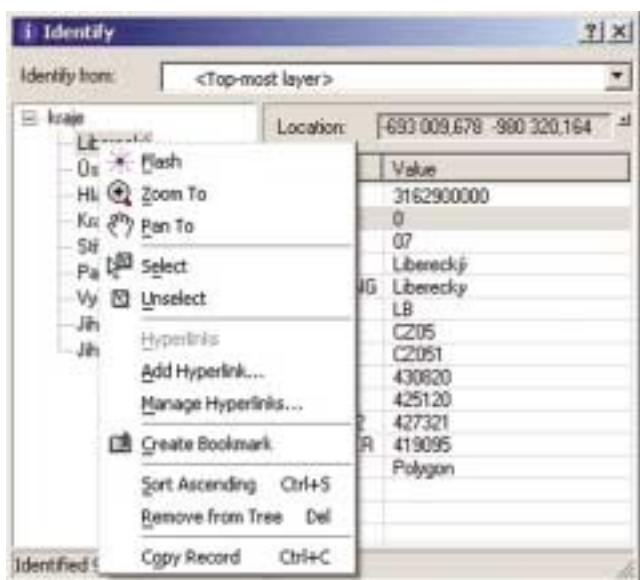 Identify
Identify from: <Top-most layer>
kraje
Location: -693 009,678 -980 320,164
Flash
Zoom To
Pan To
Select
Unselect
Hyperlinks
Add Hyperlink...
Manage Hyperlinks...
Create Bookmark
Sort Ascending Ctrl+S
Remove from Tree Del
Copy Record Ctrl+C
Value
3162900000
0
07
Liberecký
Liberecky
LB
CZ05
CZ051
430820
425120
427321
419095
Polygon
Identified